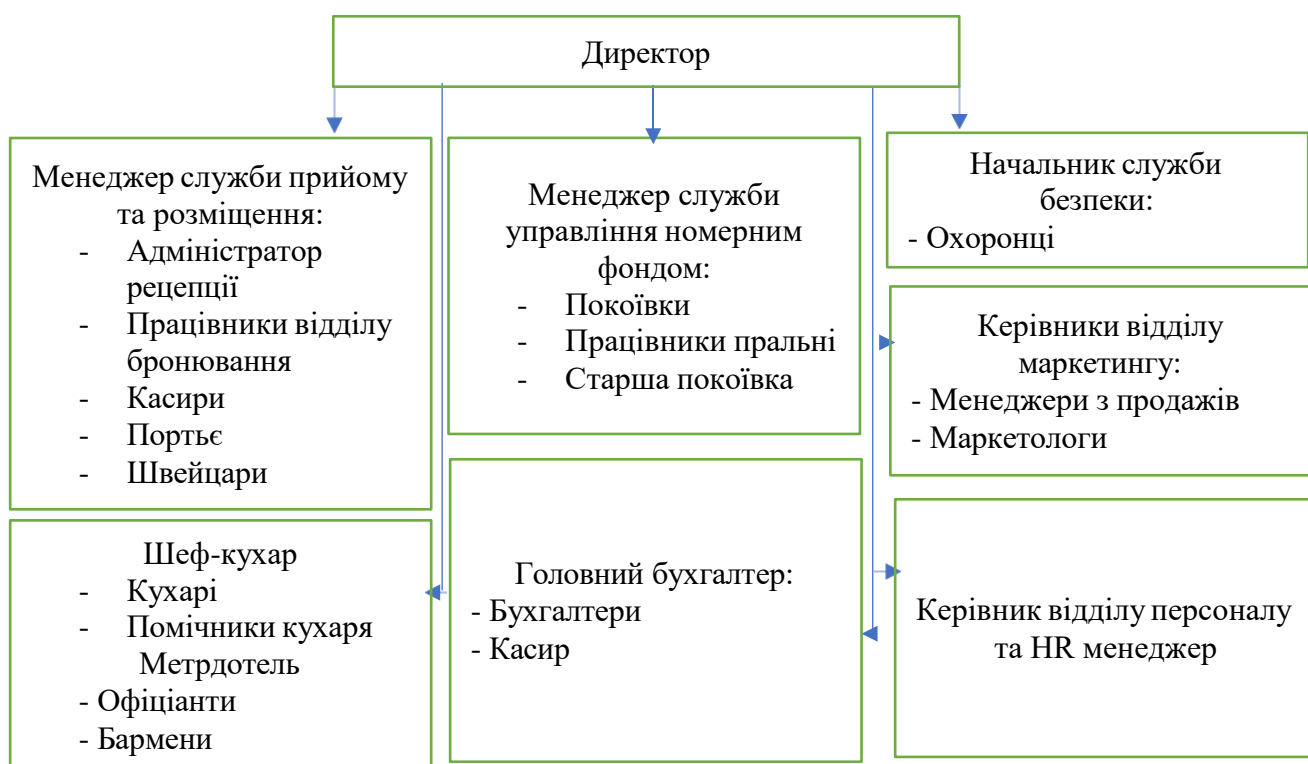 Директор
Менеджер служби прийому
та розміщення:
- Адміністратор
рецепції
- Працівники відділу
бронювання
- Касири
- Портьє
- Швейцари
Менеджер служби
управління номерним
фондом:
- Покоївки
- Працівники пральні
- Старша покоївка
Начальник служби
безпеки:
- Охоронці
Керівники відділу
маркетингу:
- Менеджери з продажів
- Маркетологи
Шеф-кухар
- Кухарі
- Помічники кухаря
Метрдотель
- Офіціанти
- Бармени
Головний бухгалтер:
- Бухгалтери
- Касир
Керівник відділу персоналу
та HR менеджер